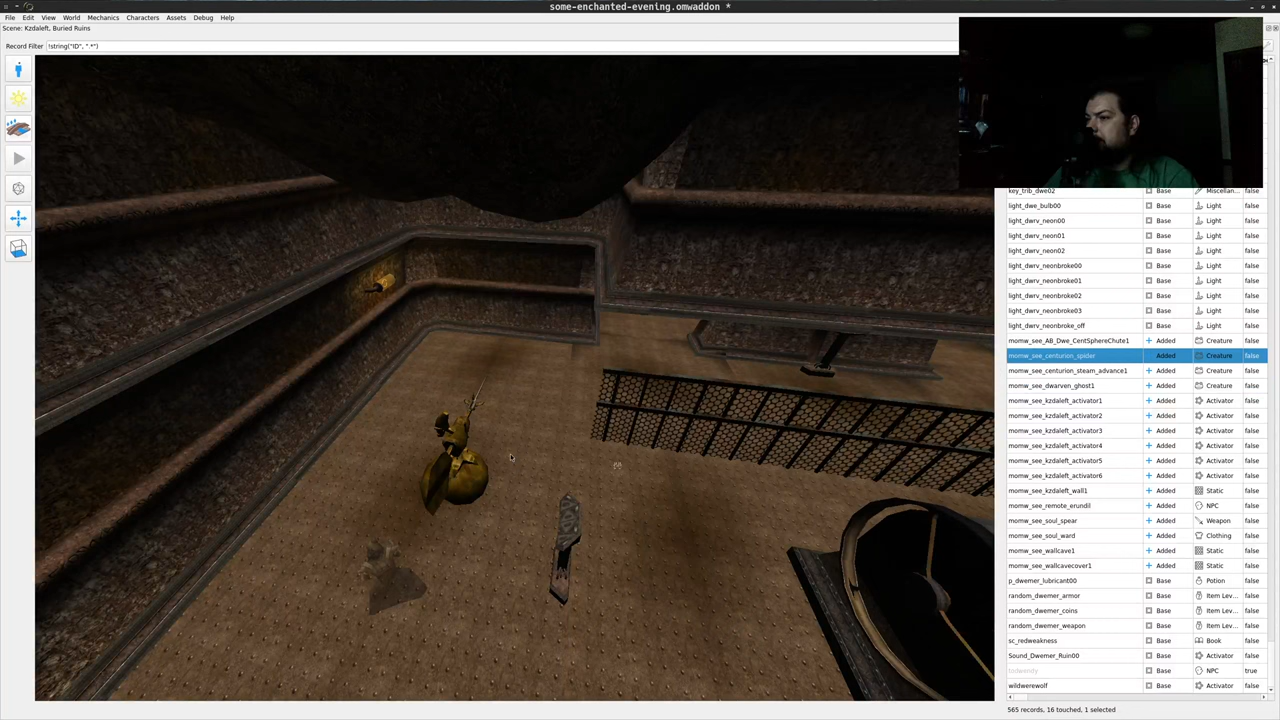 some-enchanted-evening.omwaddon *
File Edit View World Mechanics Characters Assets Debug Help
Scene: Kzdaleft, Buried Ruins
Record Filter !string("ID", ".*")
key_trib_dwe02 Base Miscellan... false
light_dwe_bulb00 Base Light false
light_dwrv_neon00 Base Light false
light_dwrv_neon01 Base Light false
light_dwrv_neon02 Base Light false
light_dwrv_neonbroke00 Base Light false
light_dwrv_neonbroke01 Base Light false
light_dwrv_neonbroke02 Base Light false
light_dwrv_neonbroke03 Base Light false
light_dwrv_neonbroke_off Base Light false
momw_see_AB_Dwe_CentSphereChute1 Added Creature false
momw_see_centurion_spider Added Creature false
momw_see_centurion_steam_advance1 Added Creature false
momw_see_dwarven_ghost1 Added Creature false
momw_see_kzdaleft_activator1 Added Activator false
momw_see_kzdaleft_activator2 Added Activator false
momw_see_kzdaleft_activator3 Added Activator false
momw_see_kzdaleft_activator4 Added Activator false
momw_see_kzdaleft_activator5 Added Activator false
momw_see_kzdaleft_activator6 Added Activator false
momw_see_kzdaleft_wall1 Added Static false
momw_see_remote_erundil Added NPC false
momw_see_soul_spear Added Weapon false
momw_see_soul_ward Added Clothing false
momw_see_wallcave1 Added Static false
momw_see_wallcavecover1 Added Static false
p_dwemer_lubricant00 Base Potion false
random_dwemer_armor Base Item Lev... false
random_dwemer_coins Base Item Lev... false
random_dwemer_weapon Base Item Lev... false
sc_redweakness Base Book false
Sound_Dwemer_Ruin00 Base Activator false
Base NPC true
wildwerewolf Base Activator false
565 records, 16 touched, 1 selected